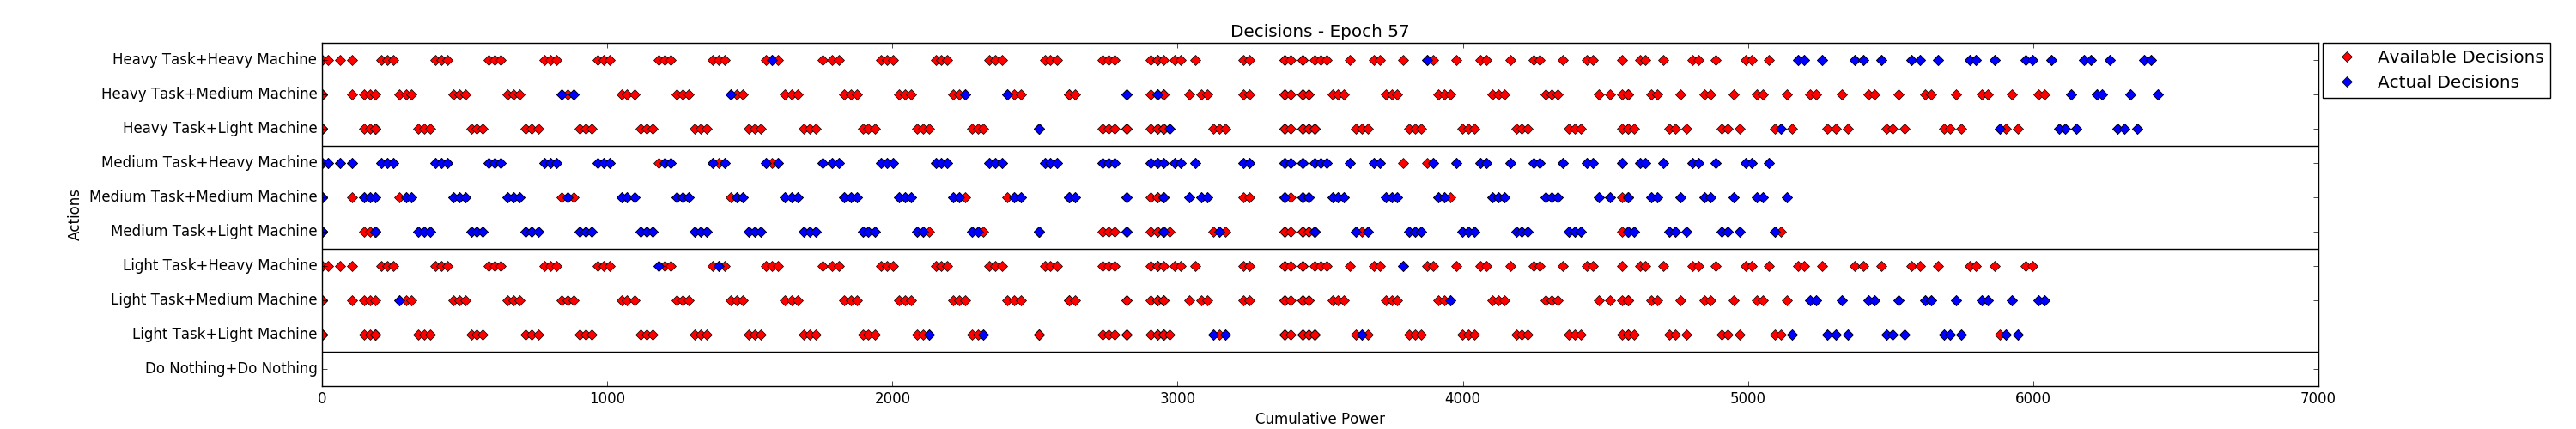 Decisions - Epoch 57
Heavy Task+Heavy Machine
Heavy Task+Medium Machine
Heavy Task+Light Machine
Medium Task+Heavy Machine
Medium Task+Medium Machine
Medium Task+Light Machine
Light Task+Heavy Machine
Light Task+Medium Machine
Light Task+Light Machine
Do Nothing+Do Nothing
Actions
0 1000 2000 3000 4000 5000 6000 7000
Cumulative Power
Available Decisions
Actual Decisions